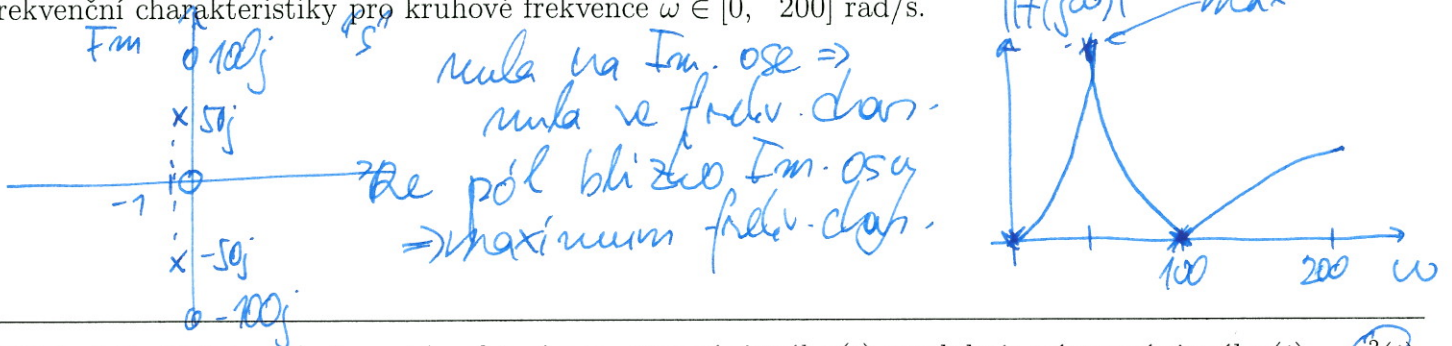 frekvenční charakteristiky pro kruhové frekvence ω ∈ [0, 200] rad/s.
Im "s" |H(jω)| max
100j nula na Im. ose ⇒
50j nula ve frekv. char.
-1 Re pól blízko Im. osy
-50j ⇒ maximum frekv. char.
100 200 ω
-100j